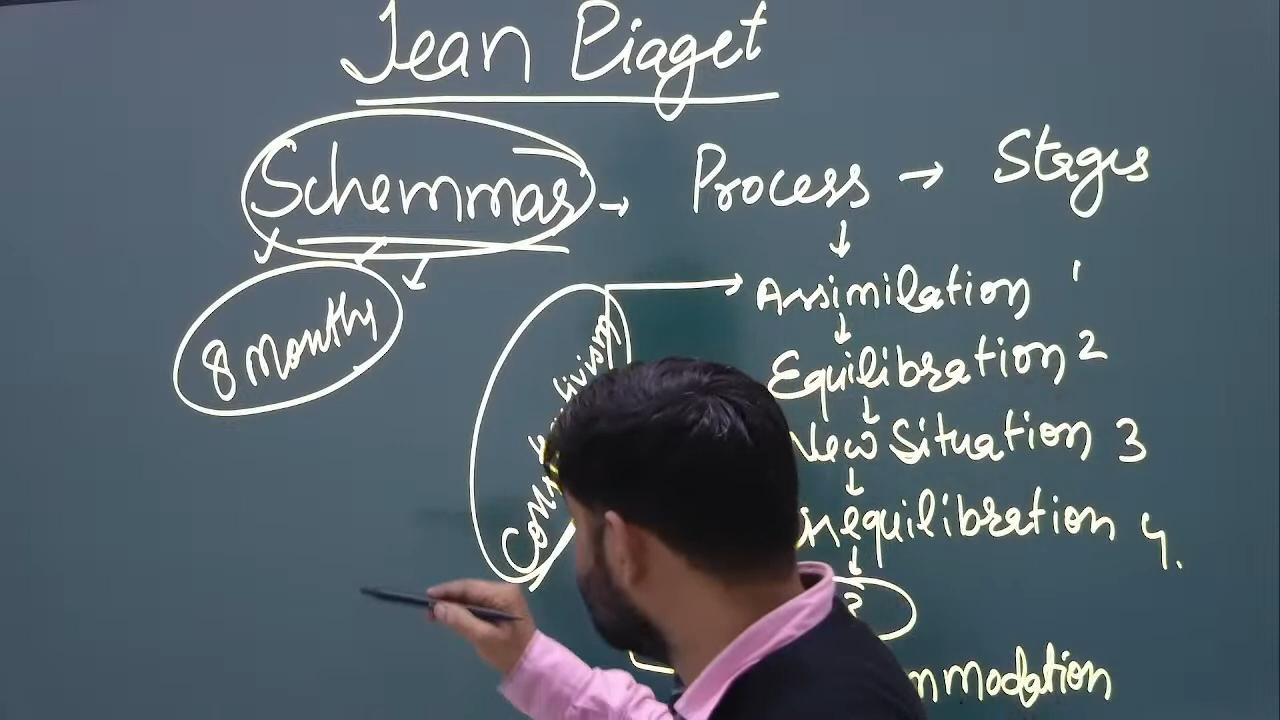 Jean Piaget
Schemmas → Process → Stages
8 months
Assimilation 1
Equilibration 2
New Situation 3
equilibration 4.
?
mmodation